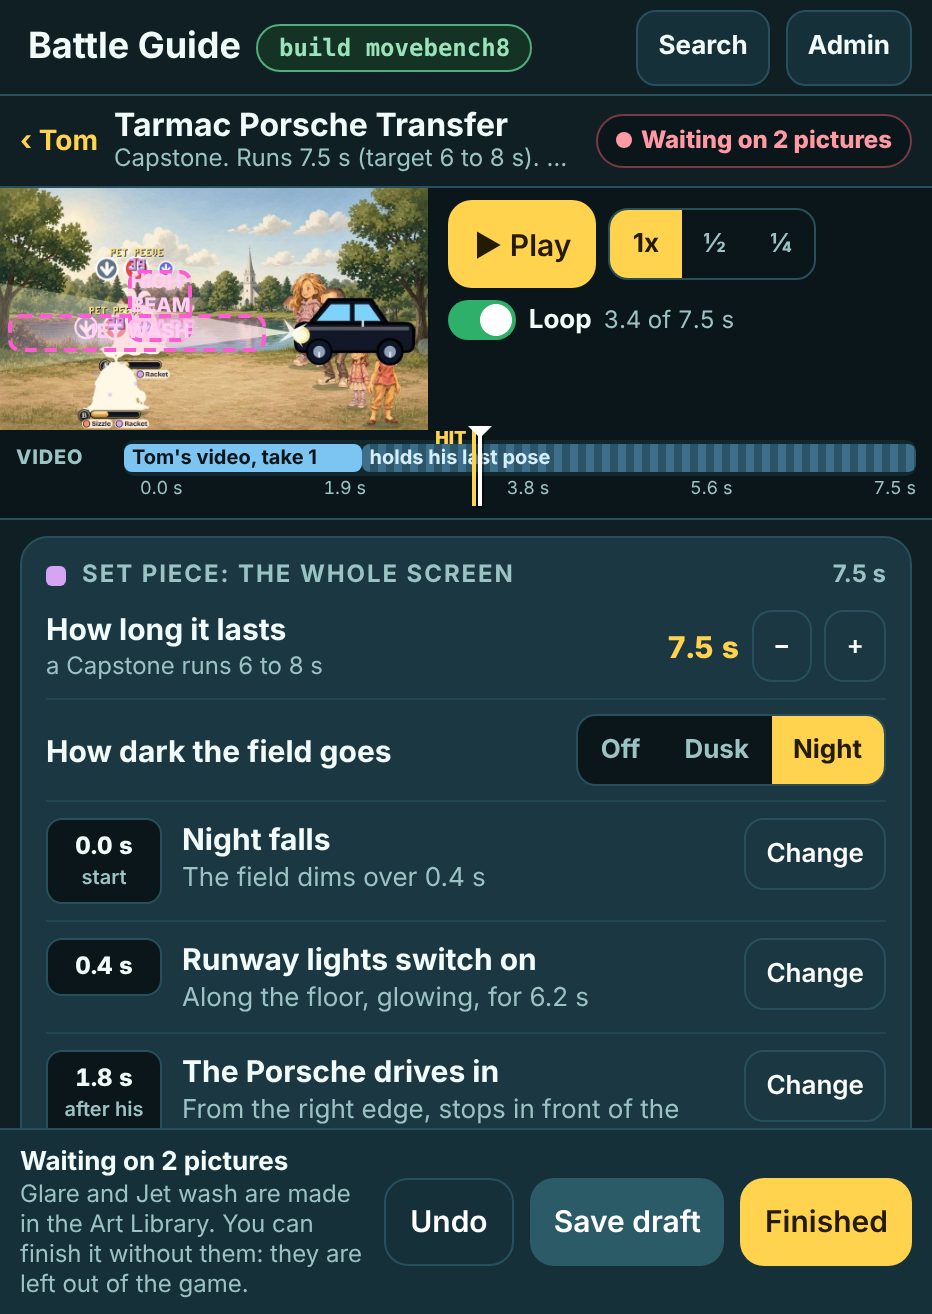 Battle Guide
build movebench8
Search
Admin
‹ Tom
Tarmac Porsche Transfer
Capstone. Runs 7.5 s (target 6 to 8 s). ...
Waiting on 2 pictures
PET PEEVE
BEAM
Racket
Sizzle
Racket
Play
1x
½
¼
Loop
3.4 of 7.5 s
HIT
VIDEO
Tom's video, take 1
holds his last pose
0.0 s
1.9 s
3.8 s
5.6 s
7.5 s
SET PIECE: THE WHOLE SCREEN
7.5 s
How long it lasts
a Capstone runs 6 to 8 s
7.5 s
−
+
How dark the field goes
Off
Dusk
Night
0.0 s
start
Night falls
The field dims over 0.4 s
Change
0.4 s
Runway lights switch on
Along the floor, glowing, for 6.2 s
Change
1.8 s
after his
The Porsche drives in
From the right edge, stops in front of the
Change
Waiting on 2 pictures
Glare and Jet wash are made
in the Art Library. You can
finish it without them: they are
left out of the game.
Undo
Save draft
Finished